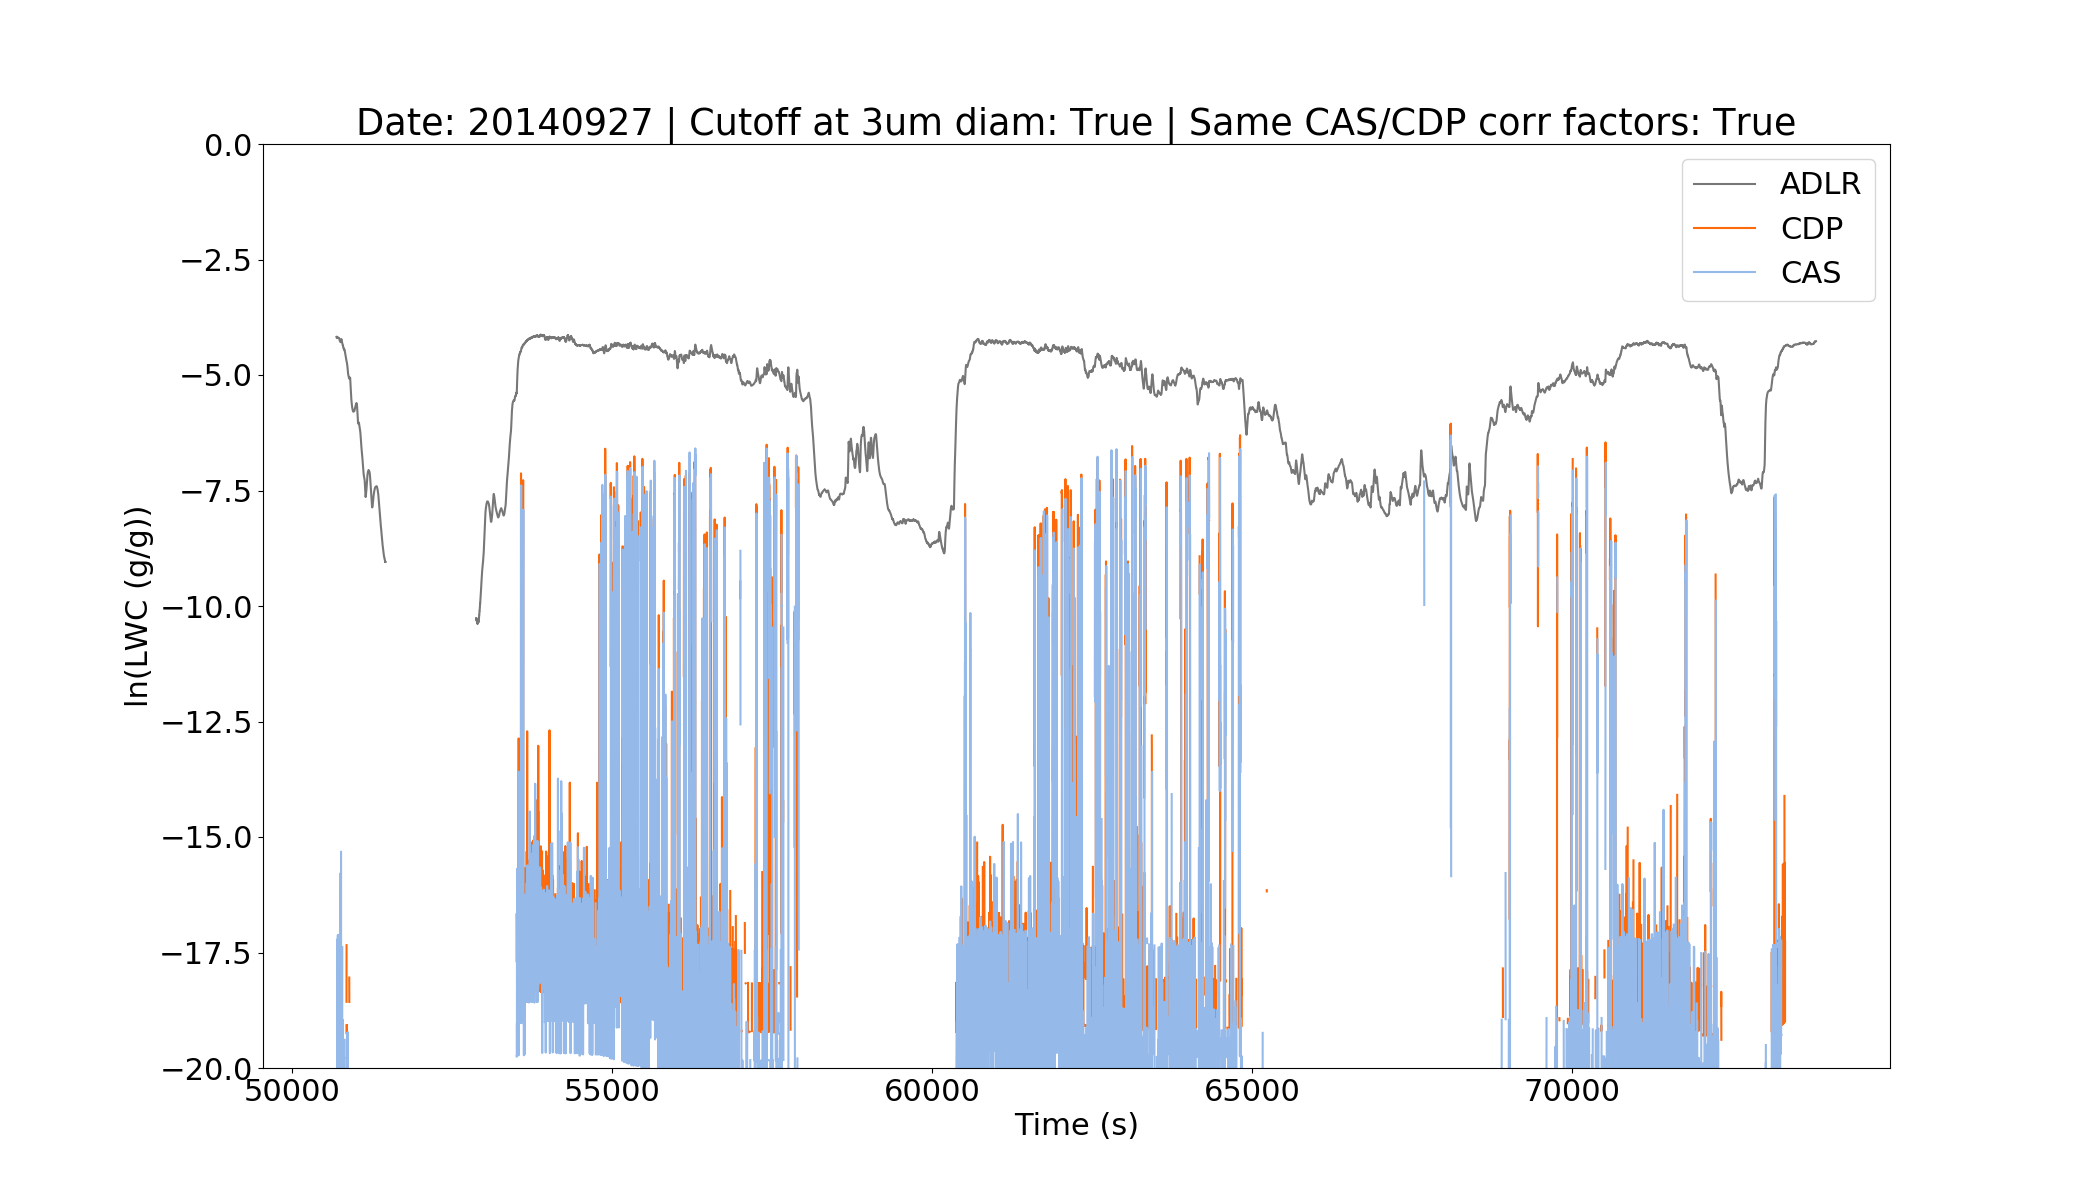 Date: 20140927 | Cutoff at 3um diam: True | Same CAS/CDP corr factors: True
0.0
−2.5
−5.0
−7.5
−10.0
−12.5
−15.0
−17.5
−20.0
ln(LWC (g/g))
ADLR
CDP
CAS
50000 55000 60000 65000 70000
Time (s)